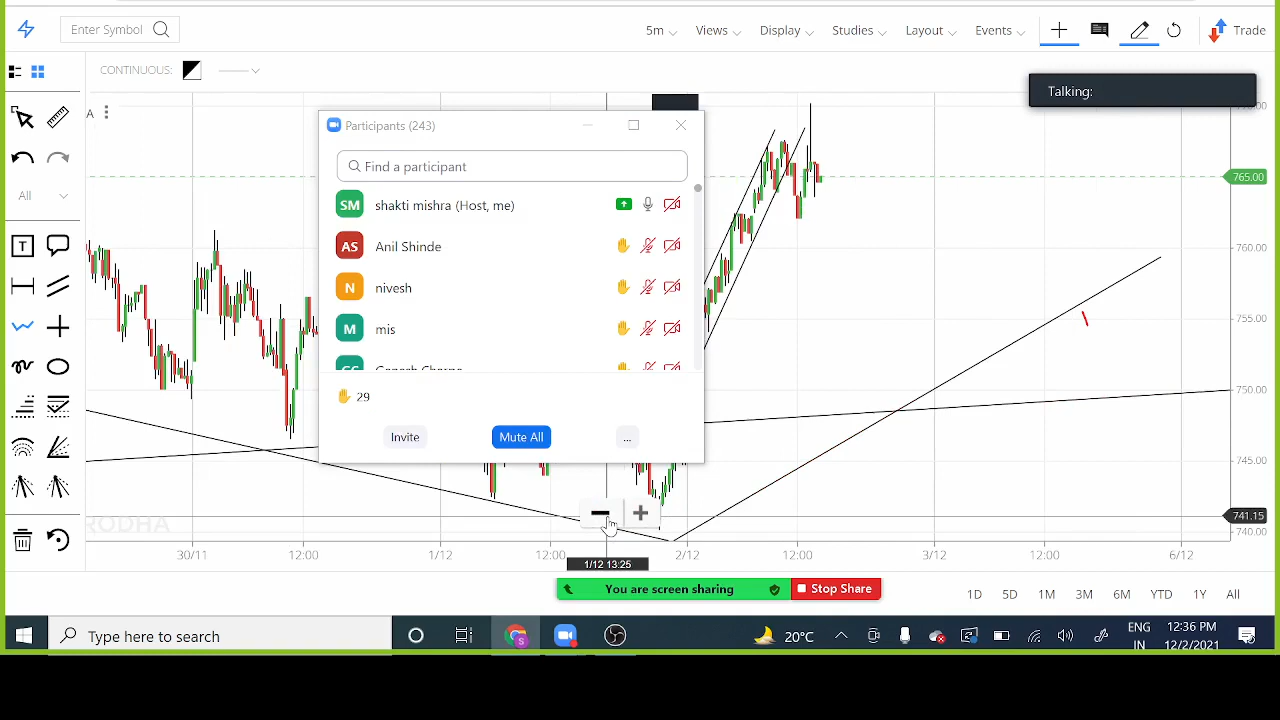 Enter Symbol
5m
Views
Display
Studies
Layout
Events
Trade
CONTINUOUS:
Talking:
A
Participants (243)
Find a participant
SM shakti mishra (Host, me)
AS Anil Shinde
N nivesh
M mis
✋ 29
Invite
Mute All
...
All
T
765.00
760.00
755.00
750.00
745.00
741.15
740.00
RODHA
30/11
12:00
1/12
12:00
2/12
12:00
3/12
12:00
6/12
1/12 13:25
You are screen sharing
Stop Share
1D
5D
1M
3M
6M
YTD
1Y
All
Type here to search
20°C
ENG
IN
12:36 PM
12/2/2021